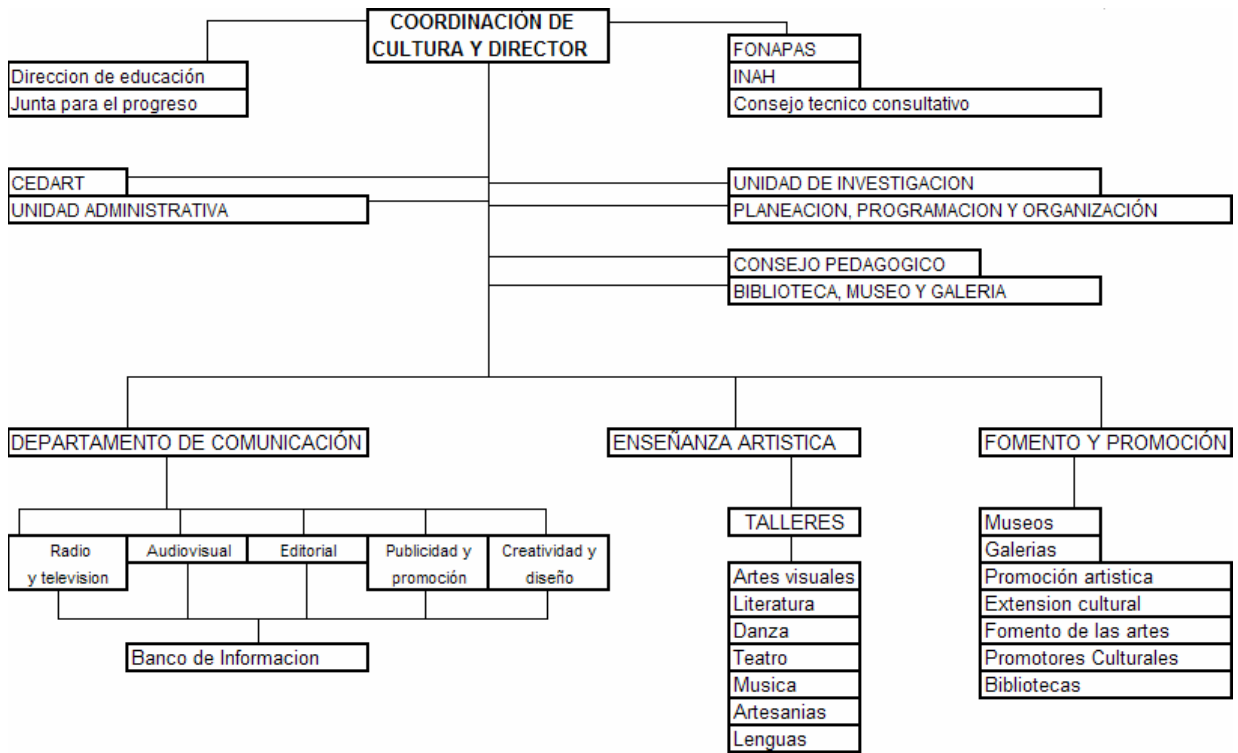 COORDINACIÓN DE
CULTURA Y DIRECTOR
Direccion de educación
Junta para el progreso
FONAPAS
INAH
Consejo tecnico consultativo
CEDART
UNIDAD ADMINISTRATIVA
UNIDAD DE INVESTIGACION
PLANEACION, PROGRAMACION Y ORGANIZACIÓN
CONSEJO PEDAGOGICO
BIBLIOTECA, MUSEO Y GALERIA
DEPARTAMENTO DE COMUNICACIÓN
ENSEÑANZA ARTISTICA
FOMENTO Y PROMOCIÓN
Radio
y television
Audiovisual
Editorial
Publicidad y
promoción
Creatividad y
diseño
Banco de Informacion
TALLERES
Artes visuales
Literatura
Danza
Teatro
Musica
Artesanias
Lenguas
Museos
Galerias
Promoción artistica
Extension cultural
Fomento de las artes
Promotores Culturales
Bibliotecas